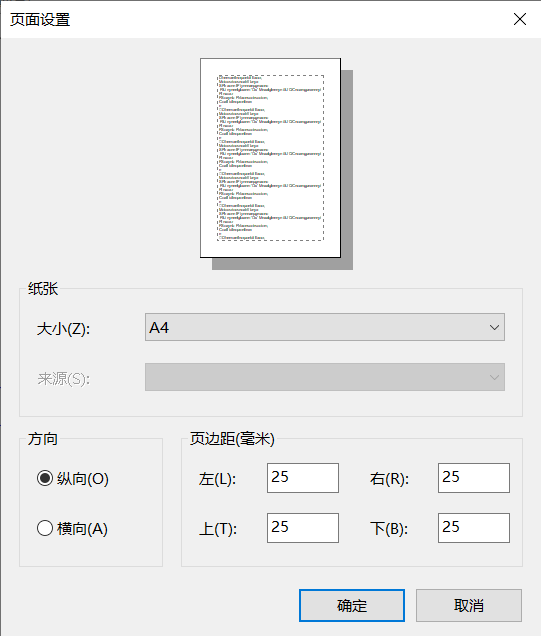 页面设置
纸张
大小(Z):
A4
来源(S):
方向
纵向(O)
横向(A)
页边距(毫米)
左(L): 25 右(R): 25
上(T): 25 下(B): 25
确定 取消